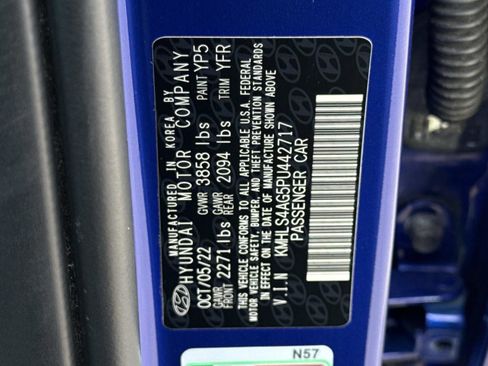 MANUFACTURED IN KOREA BY
HYUNDAI MOTOR COMPANY
OCT/05/22 GVWR 3858 lbs PAINT YP5
GAWR FRONT 2271 lbs GAWR REAR 2094 lbs TRIM YFR
THIS VEHICLE CONFORMS TO ALL APPLICABLE U.S.A. FEDERAL
MOTOR VEHICLE SAFETY, BUMPER, AND THEFT PREVENTION STANDARDS
IN EFFECT ON THE DATE OF MANUFACTURE SHOWN ABOVE
V.I.N KMHLS4AG5PU442717
PASSENGER CAR
N57